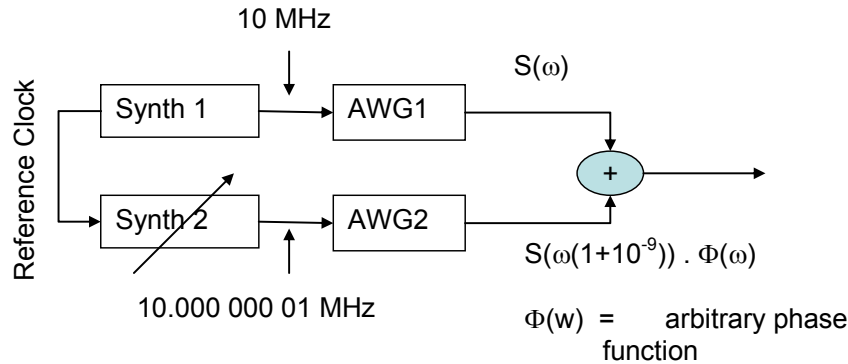 10 MHz
S(ω)
Reference Clock
Synth 1
AWG1
+
Synth 2
AWG2
S(ω(1+10⁻⁹)) . Φ(ω)
10.000 000 01 MHz
Φ(w) = arbitrary phase
function